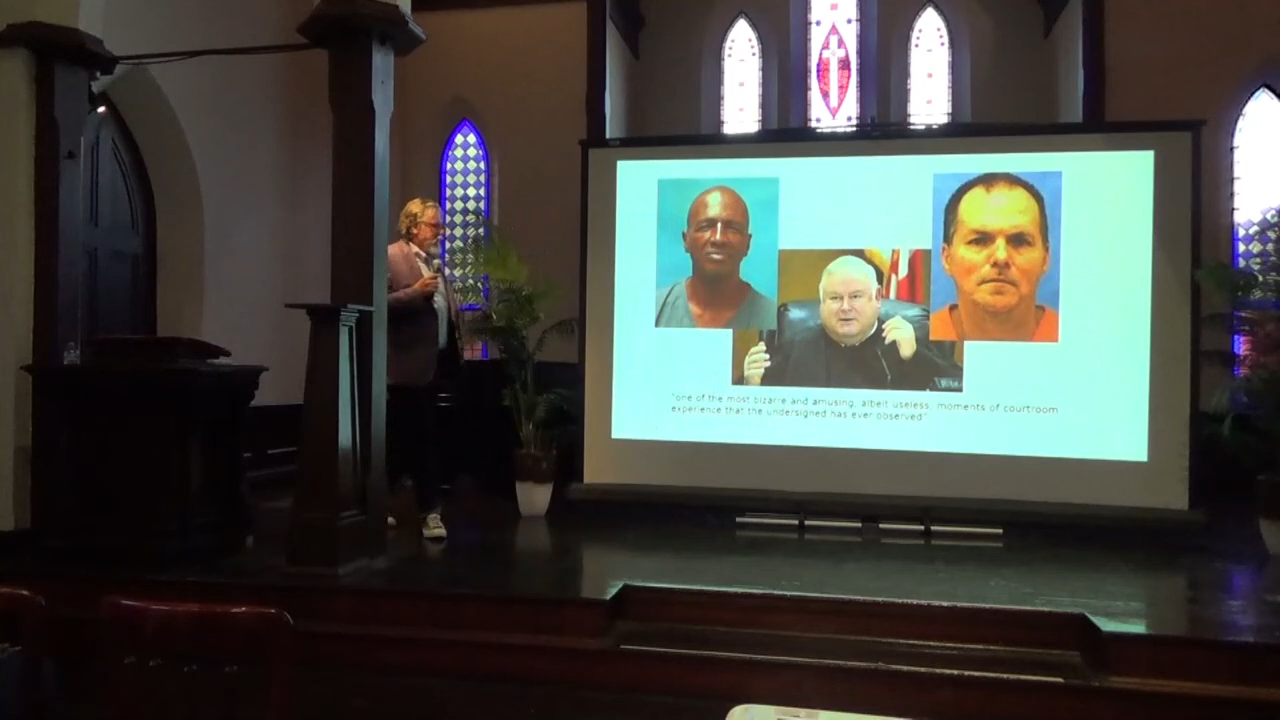 "one of the most bizarre and amusing, albeit useless, moments of courtroom
experience that the undersigned has ever observed"